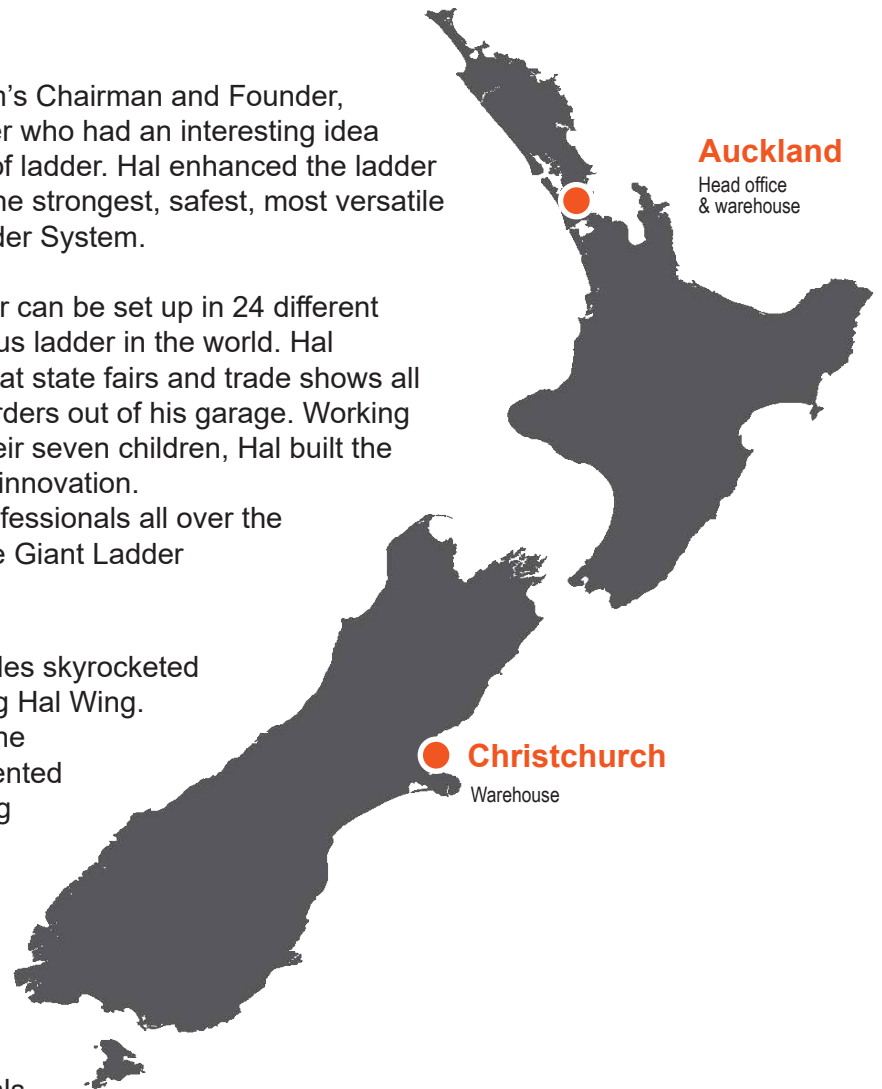 n's Chairman and Founder,
er who had an interesting idea
of ladder. Hal enhanced the ladder
he strongest, safest, most versatile
der System.
r can be set up in 24 different
us ladder in the world. Hal
at state fairs and trade shows all
rders out of his garage. Working
eir seven children, Hal built the
innovation.
ofessionals all over the
e Giant Ladder
les skyrocketed
g Hal Wing.
ne
ented
g
Auckland
Head office
& warehouse
Christchurch
Warehouse